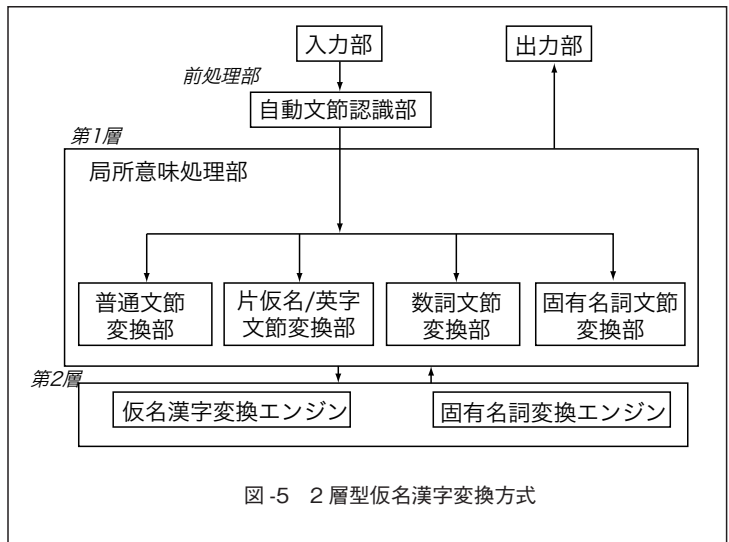 入力部
出力部
前処理部
自動文節認識部
第1層
局所意味処理部
普通文節
変換部
片仮名/英字
文節変換部
数詞文節
変換部
固有名詞文節
変換部
第2層
仮名漢字変換エンジン
固有名詞変換エンジン
図-5 2層型仮名漢字変換方式